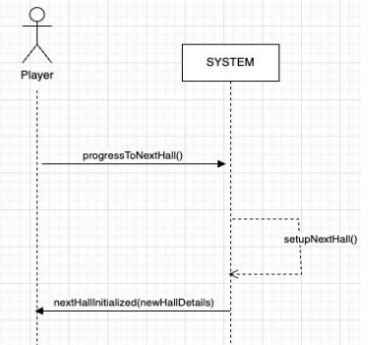 Player
SYSTEM
progressToNextHall()
setupNextHall()
nextHallInitialized(newHallDetails)